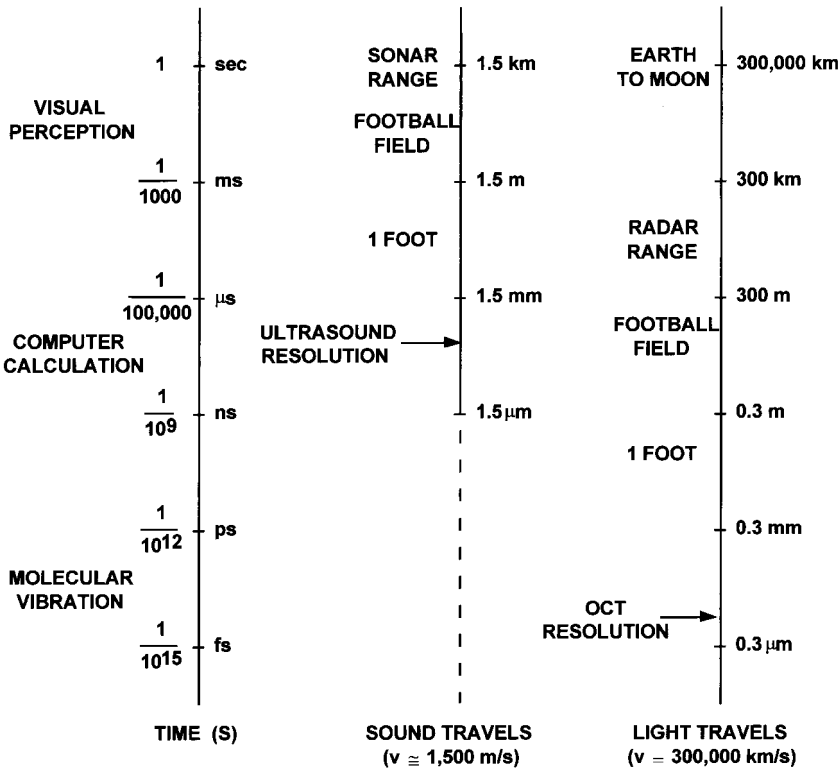 1 sec
VISUAL
PERCEPTION
1
1000 ms
1
100,000 μs
COMPUTER
CALCULATION
1
10⁹ ns
1
10¹² ps
MOLECULAR
VIBRATION
1
10¹⁵ fs
TIME (S)
SONAR
RANGE
1.5 km
FOOTBALL
FIELD
1.5 m
1 FOOT
1.5 mm
ULTRASOUND
RESOLUTION
1.5 μm
SOUND TRAVELS
(v ≅ 1,500 m/s)
EARTH
TO MOON
300,000 km
300 km
RADAR
RANGE
300 m
FOOTBALL
FIELD
0.3 m
1 FOOT
0.3 mm
OCT
RESOLUTION
0.3 μm
LIGHT TRAVELS
(v = 300,000 km/s)